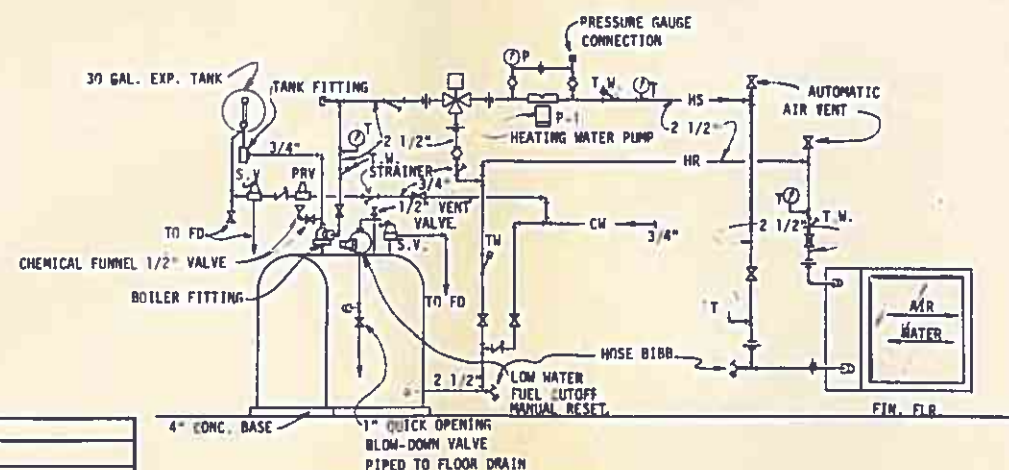 PRESSURE GAUGE
CONNECTION
30 GAL. EXP. TANK
TANK FITTING
P
T.W.
T
HS
AUTOMATIC
AIR VENT
3/4"
T
2 1/2"
P-1
HEATING WATER PUMP
2 1/2"
HR
T.W.
STRAINER
S.V
PRV
3/4"
1/2" VENT
VALVE
T
T.W.
2 1/2"
TO FD
S.V.
CW
3/4"
CHEMICAL FUNNEL 1/2" VALVE
TW
BOILER FITTING
TO FD
T
AIR
WATER
HOSE BIBB
2 1/2"
LOW WATER
FUEL CUTOFF
MANUAL RESET.
FIN. FLR.
4" CONC. BASE
1" QUICK OPENING
BLOW-DOWN VALVE
PIPED TO FLOOR DRAIN